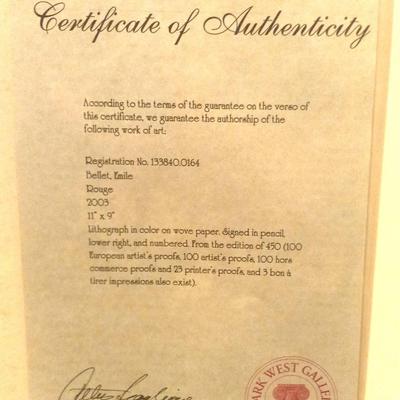 Certificate of Authenticity
According to the terms of the guarantee on the verso of
this certificate, we guarantee the authorship of the
following work of art:
Registration No. 133840.0164
Bellet, Emile
Rouge
2003
11" x 9"
Lithograph in color on wove paper. Signed in pencil,
lower right, and numbered. From the edition of 450 (100
European artist's proofs, 100 artist's proofs, 100 hors
commerce proofs and 23 printer's proofs, and 3 bon à
tirer impressions also exist).
ARK WEST GALLE